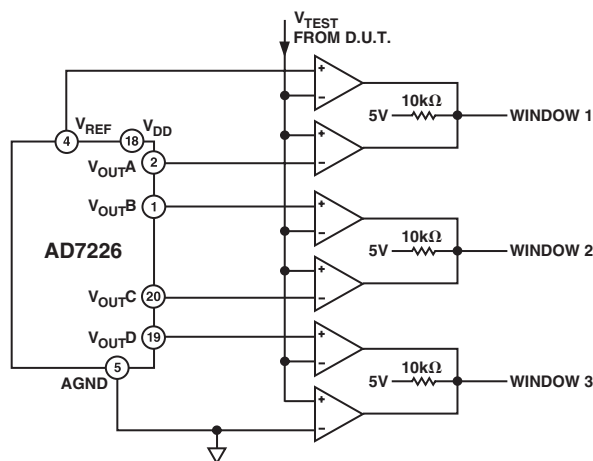 V_TEST
FROM D.U.T.
V_REF
4
18
V_DD
V_OUTA
2
V_OUTB
1
AD7226
V_OUTC
20
V_OUTD
19
5
AGND
+
−
+
−
5V
10kΩ
WINDOW 1
+
−
+
−
5V
10kΩ
WINDOW 2
+
−
+
−
5V
10kΩ
WINDOW 3